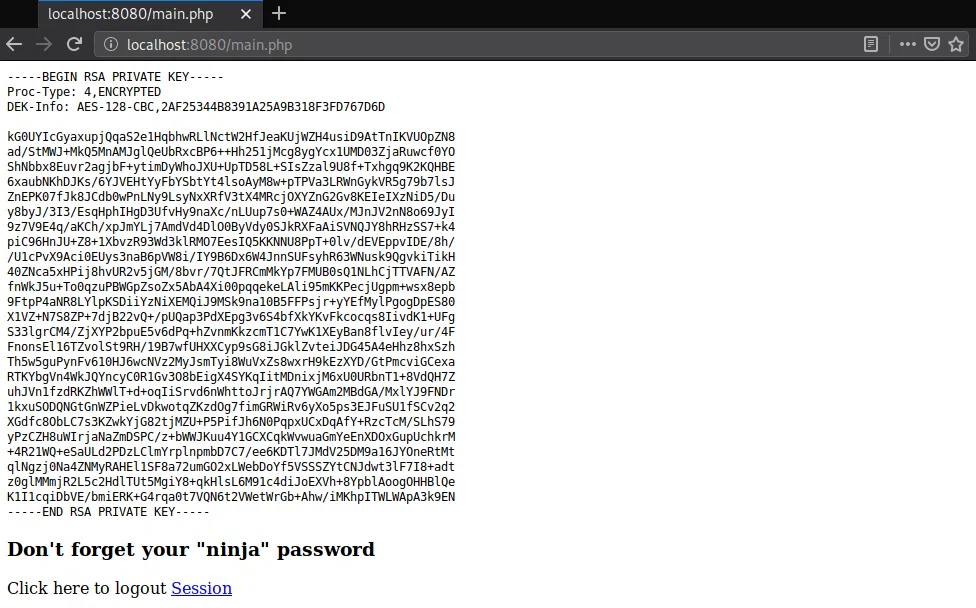 localhost:8080/main.php
localhost:8080/main.php
-----BEGIN RSA PRIVATE KEY-----
Proc-Type: 4,ENCRYPTED
DEK-Info: AES-128-CBC,2AF25344B8391A25A9B318F3FD767D6D
kG0UYIcGyaxupjQqaS2e1HqbhwRLlNctW2HfJeaKUjWZH4usiD9AtTnIKVUOpZN8
ad/StMWJ+MkQ5MnAMJglQeUbRxcBP6++Hh251jMcg8ygYcx1UMD03ZjaRuwcf0YO
ShNbbx8Euvr2agjbF+ytimDyWhoJXU+UpTD58L+SIsZzal9U8f+Txhgq9K2KQHBE
6xaubNKhDJKs/6YJVEHtYyFbYSbtYt4lsoAyM8w+pTPVa3LRWnGykVR5g79b7lsJ
ZnEPK07fJk8JCdb0wPnLNy9LsyNxXRfV3tX4MRcjOXYZnG2Gv8KEIeIXzNiD5/Du
y8byJ/3I3/EsqHphIHgD3UfvHy9naXc/nLUup7s0+WAZ4AUx/MJnJV2nN8o69JyI
9z7V9E4q/aKCh/xpJmYLj7AmdVd4DlO0ByVdy0SJkRXFaAiSVNQJY8hRHzSS7+k4
piC96HnJU+Z8+1XbvzR93Wd3klRMO7EesIQ5KKNNU8PpT+0lv/dEVEppvIDE/8h/
/U1cPvX9Aci0EUys3naB6pVW8i/IY9B6Dx6W4JnnSUFsyhR63WNusk9QgvkiTikH
40ZNca5xHPij8hvUR2v5jGM/8bvr/7QtJFRCmMkYp7FMUB0sQ1NLhCjTTVAFN/AZ
fnWkJ5u+To0qzuPBWGpZsoZx5AbA4Xi00pqqekeLAli95mKKPecjUgpm+wsx8epb
9FtpP4aNR8LYlpKSDiiYzNiXEMQiJ9MSk9na10B5FFPsjr+yYEfMylPgogDpES80
X1VZ+N7S8ZP+7djB22vQ+/pUQap3PdXEpg3v6S4bfXkYKvFkcocqs8IivdK1+UFg
S33lgrCM4/ZjXYP2bpuE5v6dPq+hZvnmKkzcmT1C7YwK1XEyBan8flvIey/ur/4F
FnonsEl16TZvolSt9RH/19B7wfUHXXCyp9sG8iJGklZvteiJDG45A4eHhz8hxSzh
Th5w5guPynFv610HJ6wcNVz2MyJsmTyi8WuVxZs8wxrH9kEzXYD/GtPmcviGCexa
RTKYbgVn4WkJQYncyC0R1Gv3O8bEigX4SYKqIitMDnixjM6xU0URbnT1+8VdQH7Z
uhJVn1fzdRKZhWWlT+d+oqIiSrvd6nWhttoJrjrAQ7YWGAm2MBdGA/MxlYJ9FNDr
1kxuSODQNGtGnWZPieLvDkwotqZKzdOg7fimGRWiRv6yXo5ps3EJFuSU1fSCv2q2
XGdfc8ObLC7s3KZwkYjG82tjMZU+P5PifJh6N0PqpxUCxDqAfY+RzcTcM/SLhS79
yPzCZH8uWIrjaNaZmDSPC/z+bWWJKuu4Y1GCXCqkWvwuaGmYeEnXDOxGupUchkrM
+4R21WQ+eSaULd2PDzLClmYrplnpmbD7C7/ee6KDTl7JMdV25DM9a16JYOneRtMt
qlNgzj0Na4ZNMyRAHEl1SF8a72umGO2xLWebDoYf5VSSSZYtCNJdwt3lF7I8+adt
z0glMMmjR2L5c2HdlTUt5MgiY8+qkHlsL6M91c4diJoEXVh+8YpblAoogOHHBlQe
K1I1cqiDbVE/bmiERK+G4rqa0t7VQN6t2VWetWrGb+Ahw/iMKhpITWLWApA3k9EN
-----END RSA PRIVATE KEY-----
Don't forget your "ninja" password
Click here to logout Session